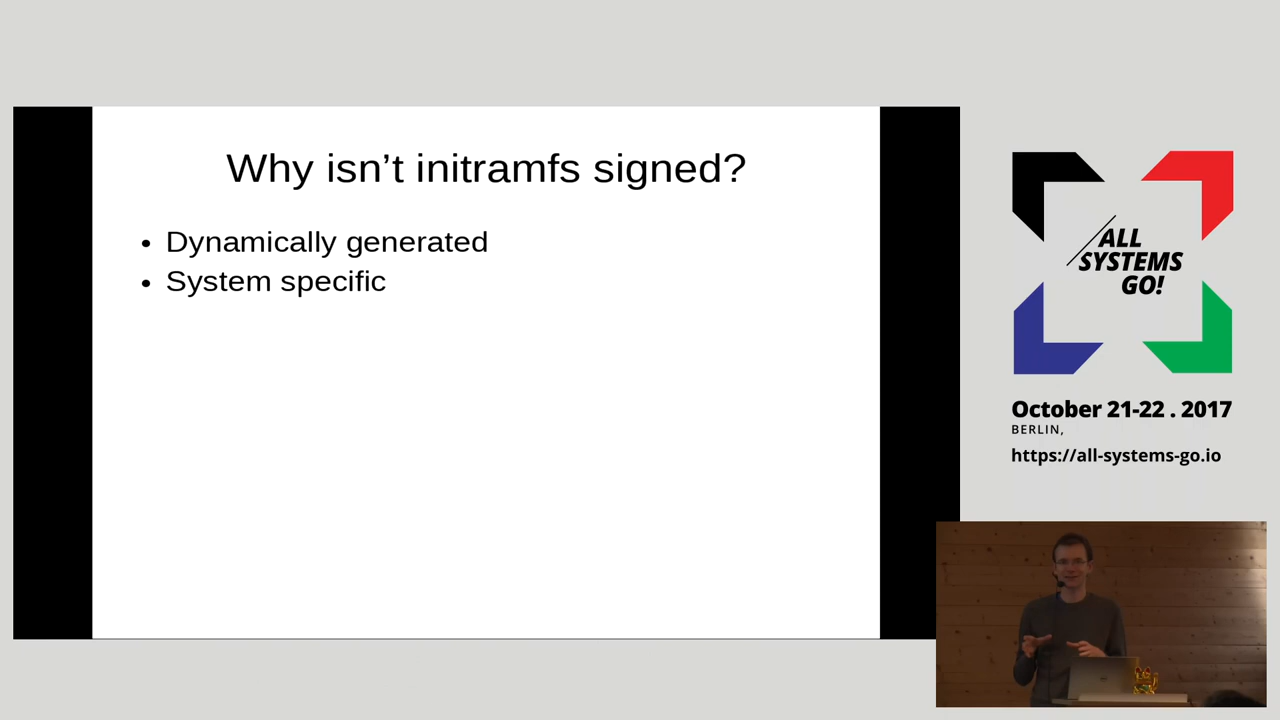 Why isn’t initramfs signed?
• Dynamically generated
• System specific
ALL
SYSTEMS
GO!
October 21-22 . 2017
BERLIN,
https://all-systems-go.io